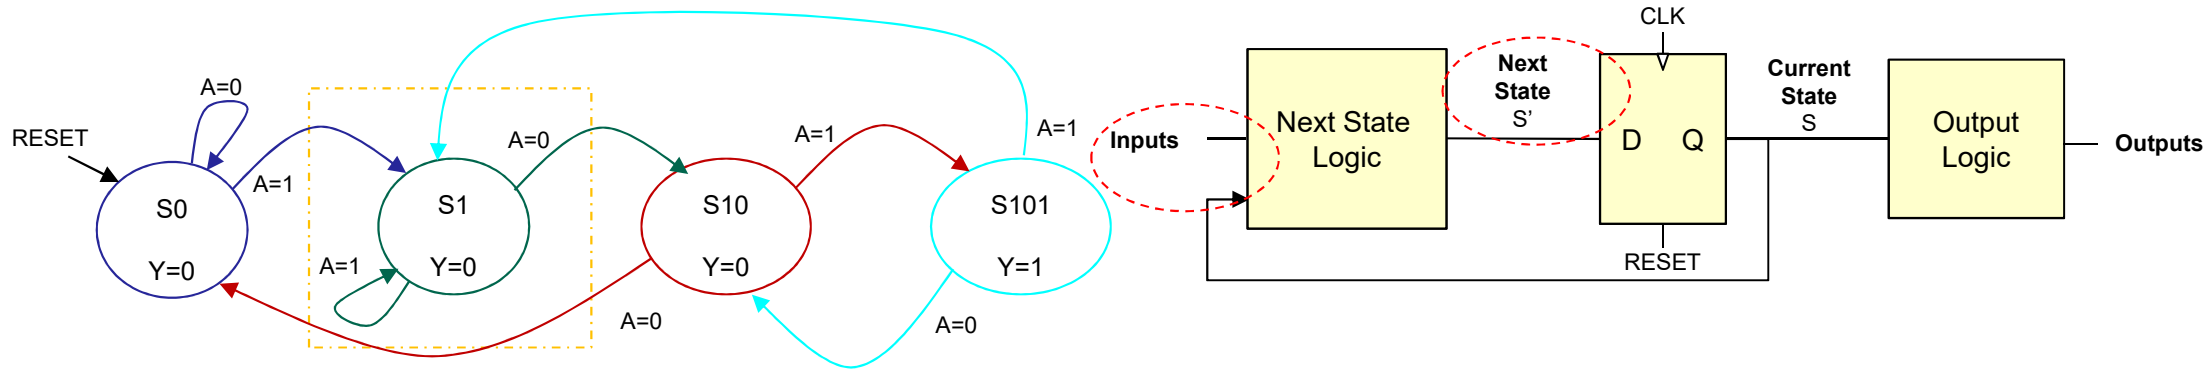 RESET
A=0
A=1
S0
Y=0
A=1
S1
Y=0
A=0
A=1
S10
Y=0
A=0
S101
Y=1
A=1
A=0
Inputs
Next State
Logic
Next
State
S'
CLK
D Q
RESET
Current
State
S
Output
Logic
Outputs